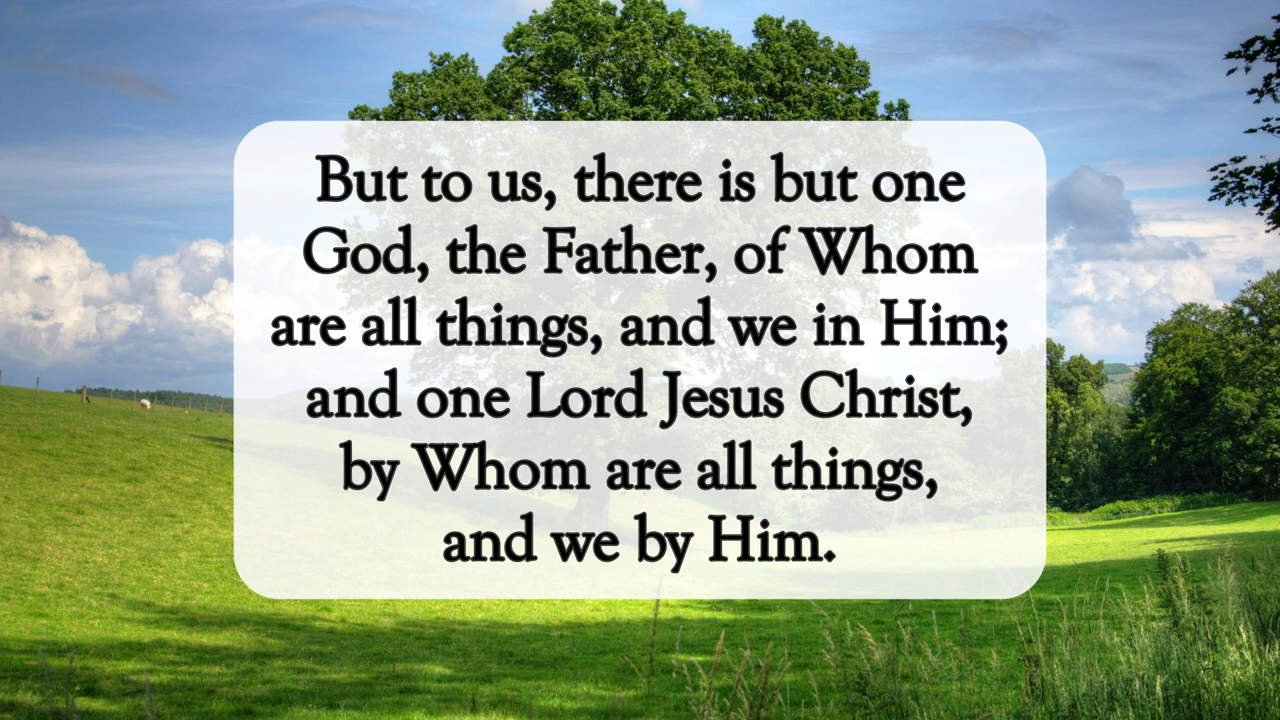 But to us, there is but one
God, the Father, of Whom
are all things, and we in Him;
and one Lord Jesus Christ,
by Whom are all things,
and we by Him.